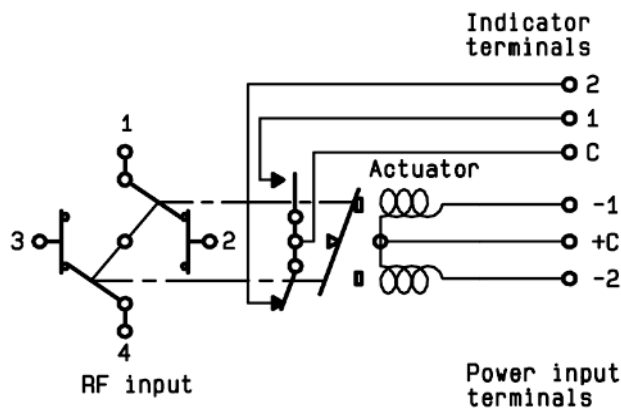 Indicator
terminals
2
1
C
1
Actuator
-1
3
2
+C
-2
4
RF input
Power input
terminals